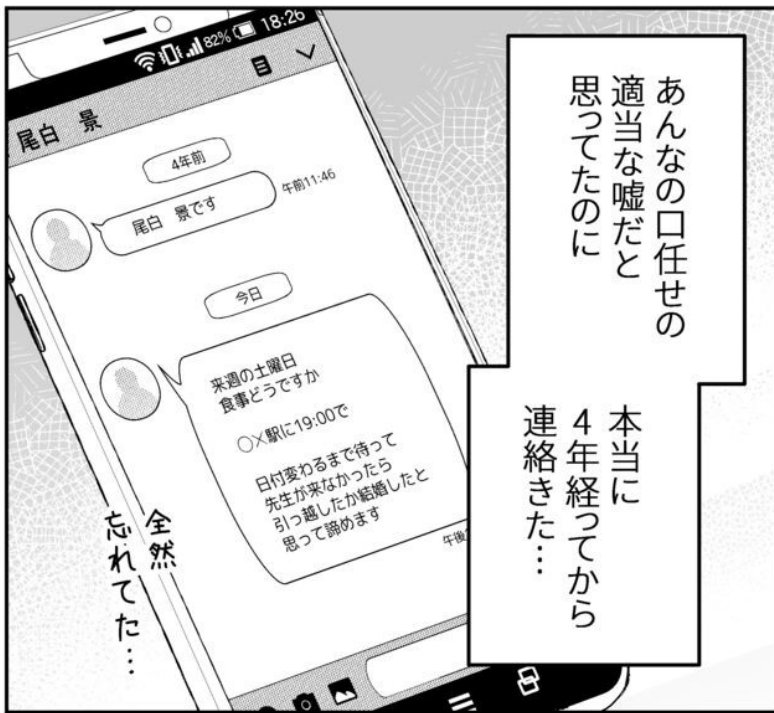 あんなの口任せの
適当な嘘だと
思ってたのに
本当に
4年経ってから
連絡きた…
82% 18:26
尾白 景
4年前
尾白 景です
午前11:46
今日
来週の土曜日
食事どうですか
○×駅に19:00で
日付変わるまで待って
先生が来なかったら
引っ越したか結婚したと
思って諦めます
午後
全然
忘れてた…